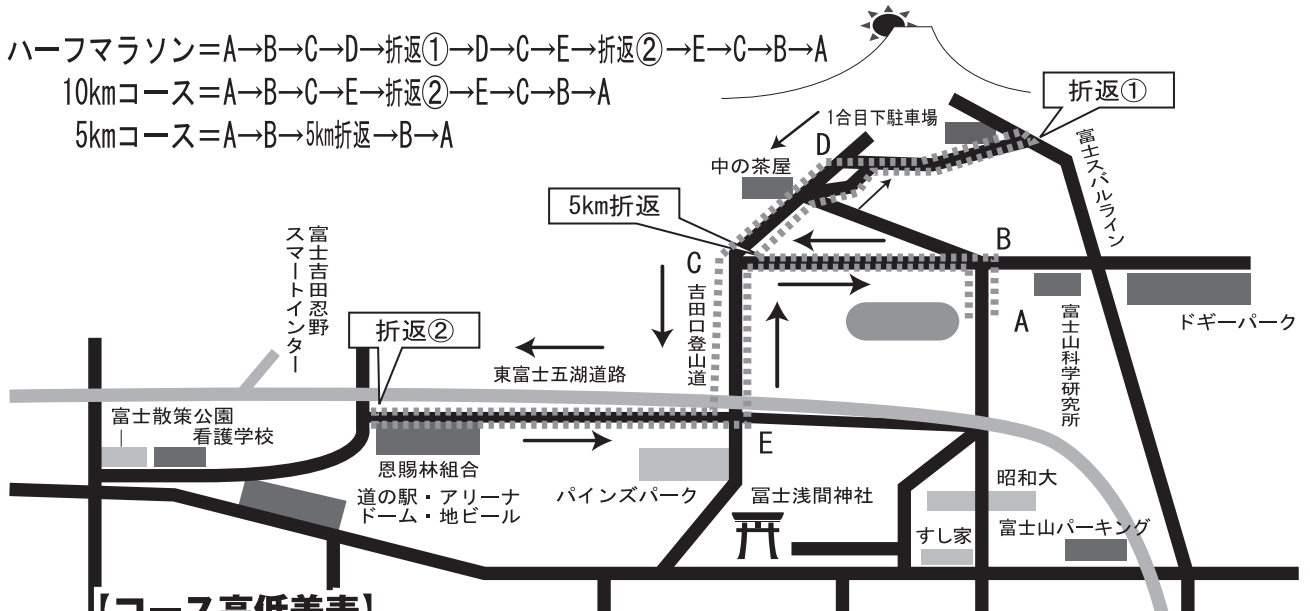 ハーフマラソン＝A→B→C→D→折返①→D→C→E→折返②→E→C→B→A
10kmコース＝A→B→C→E→折返②→E→C→B→A
5kmコース＝A→B→5km折返→B→A
折返①
1合目下駐車場
D
中の茶屋
富士スバルライン
5km折返
B
C
富士吉田忍野
スマートインター
吉田口登山道
A
富士山科学研究所
ドギーパーク
折返②
東富士五湖道路
富士散策公園
看護学校
E
恩賜林組合
道の駅・アリーナ
ドーム・地ビール
パインズパーク
冨士浅間神社
昭和大
すし家
富士山パーキング
【コース高低差表】